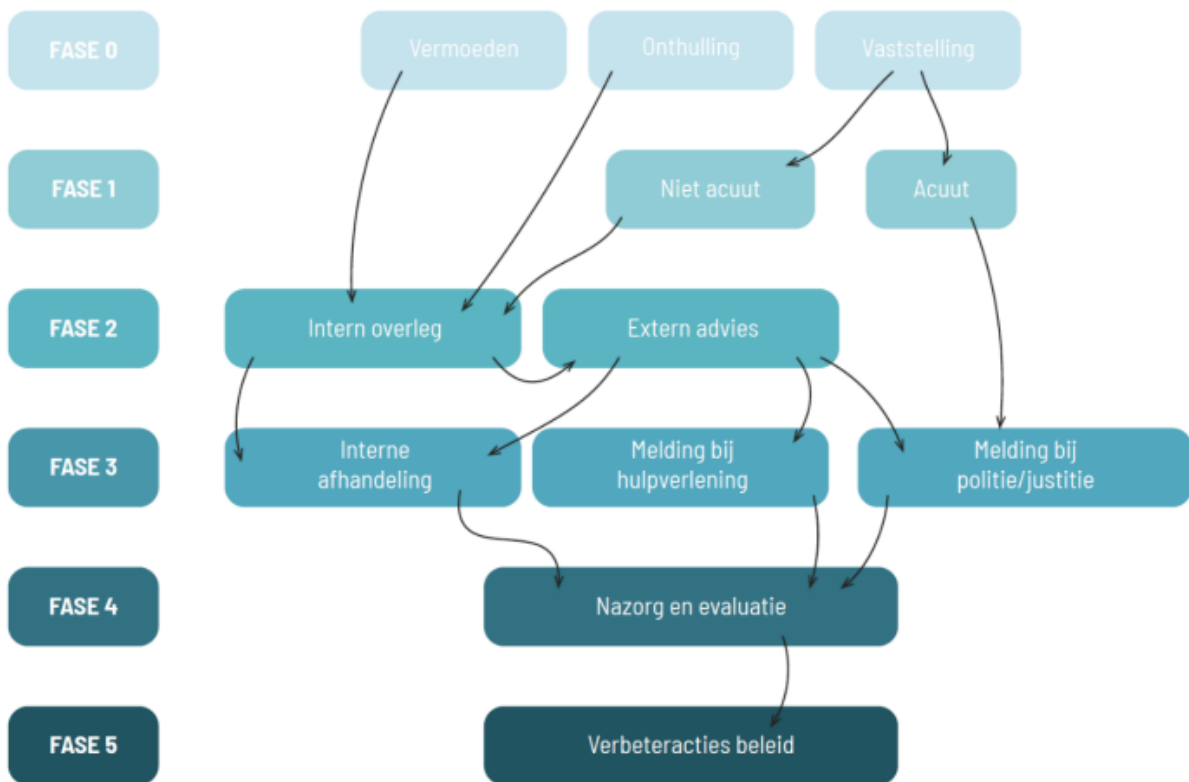 FASE 0
Vermoeden
Onthulling
Vaststelling
FASE 1
Niet acuut
Acuut
FASE 2
Intern overleg
Extern advies
FASE 3
Interne
afhandeling
Melding bij
hulpverlening
Melding bij
politie/justitie
FASE 4
Nazorg en evaluatie
FASE 5
Verbeteracties beleid